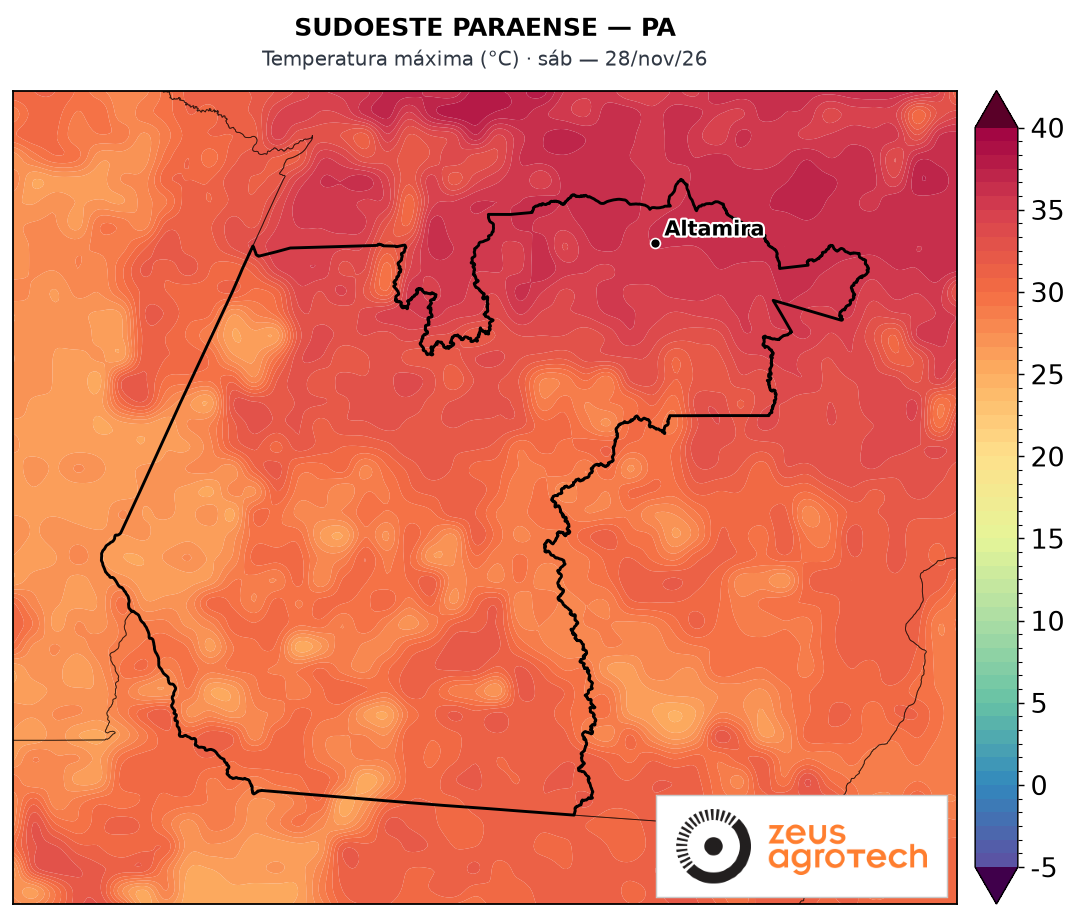 SUDOESTE PARAENSE — PA
Temperatura máxima (°C) · sáb — 28/nov/26
Altamira
40
35
30
25
20
15
10
5
0
-5
zeus
agrotech